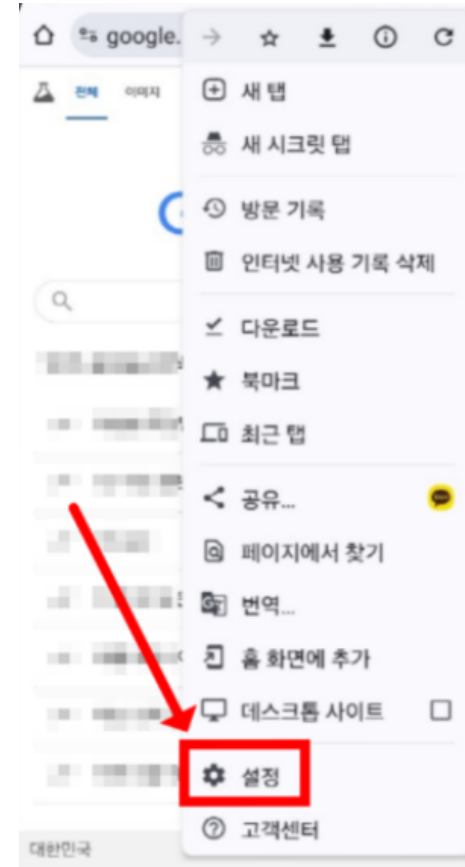 google.
전체 이미지
새 탭
새 시크릿 탭
방문 기록
인터넷 사용 기록 삭제
다운로드
북마크
최근 탭
공유...
페이지에서 찾기
번역...
홈 화면에 추가
데스크톱 사이트
설정
고객센터
대한민국